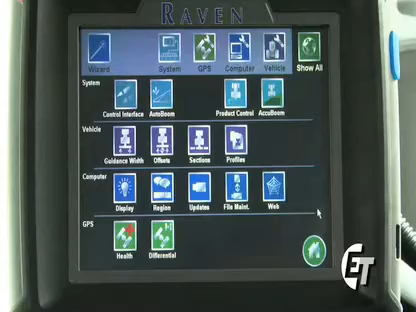 RAVEN
Wizard System GPS Computer Vehicle Show All
System
Control Interface AutoBoom Product Control AccuBoom
Vehicle
Guidance Width Offsets Sections Profiles
Computer
Display Region Updates File Maint. Web
GPS
Health Differential
ET